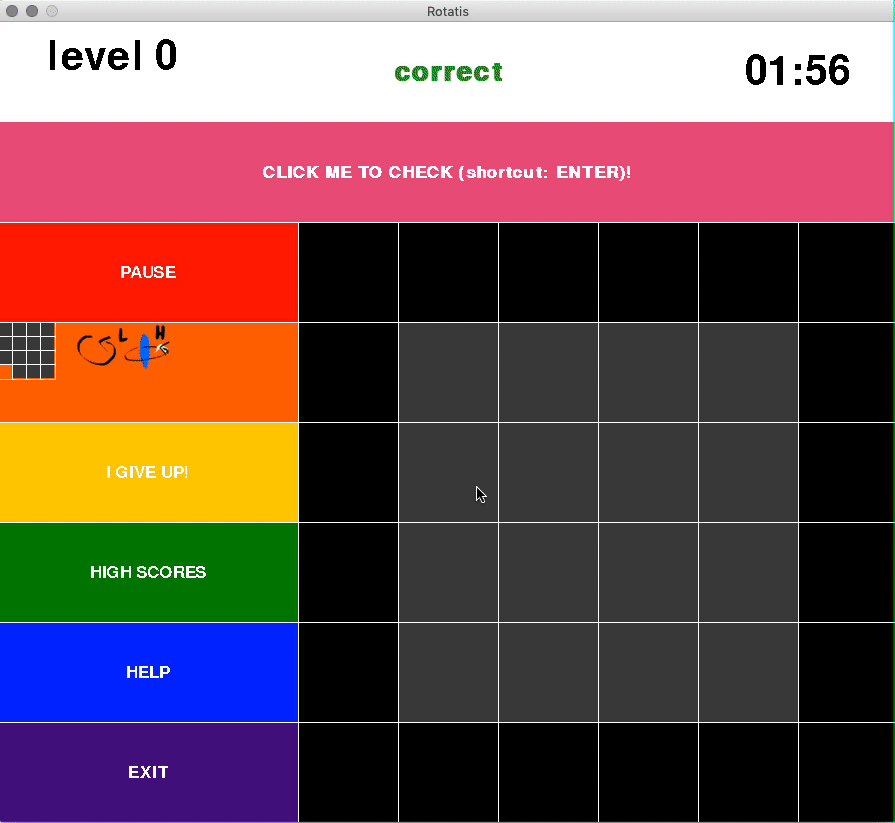 Rotatis
level 0
correct
01:56
CLICK ME TO CHECK (shortcut: ENTER)!
PAUSE
L H
I GIVE UP!
HIGH SCORES
HELP
EXIT